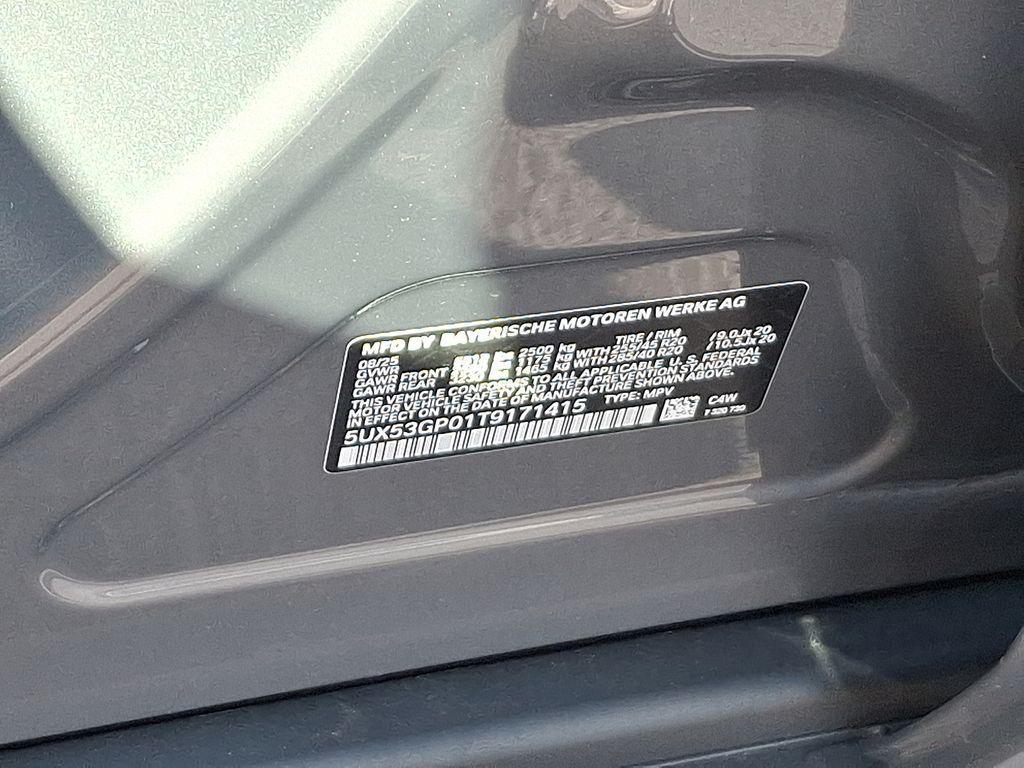 MFD BY BAYERISCHE MOTOREN WERKE AG
08/25 TIRE / RIM
GVWR 2500 kg
GAWR FRONT 1175 kg WITH 255/45 R20 /9.0Jx20
GAWR REAR 1465 kg WITH 285/40 R20 /10.5Jx20
THIS VEHICLE CONFORMS TO ALL APPLICABLE U.S. FEDERAL
MOTOR VEHICLE SAFETY AND THEFT PREVENTION STANDARDS
IN EFFECT ON THE DATE OF MANUFACTURE SHOWN ABOVE.
5UX53GP01T9171415 TYPE: MPV C4W